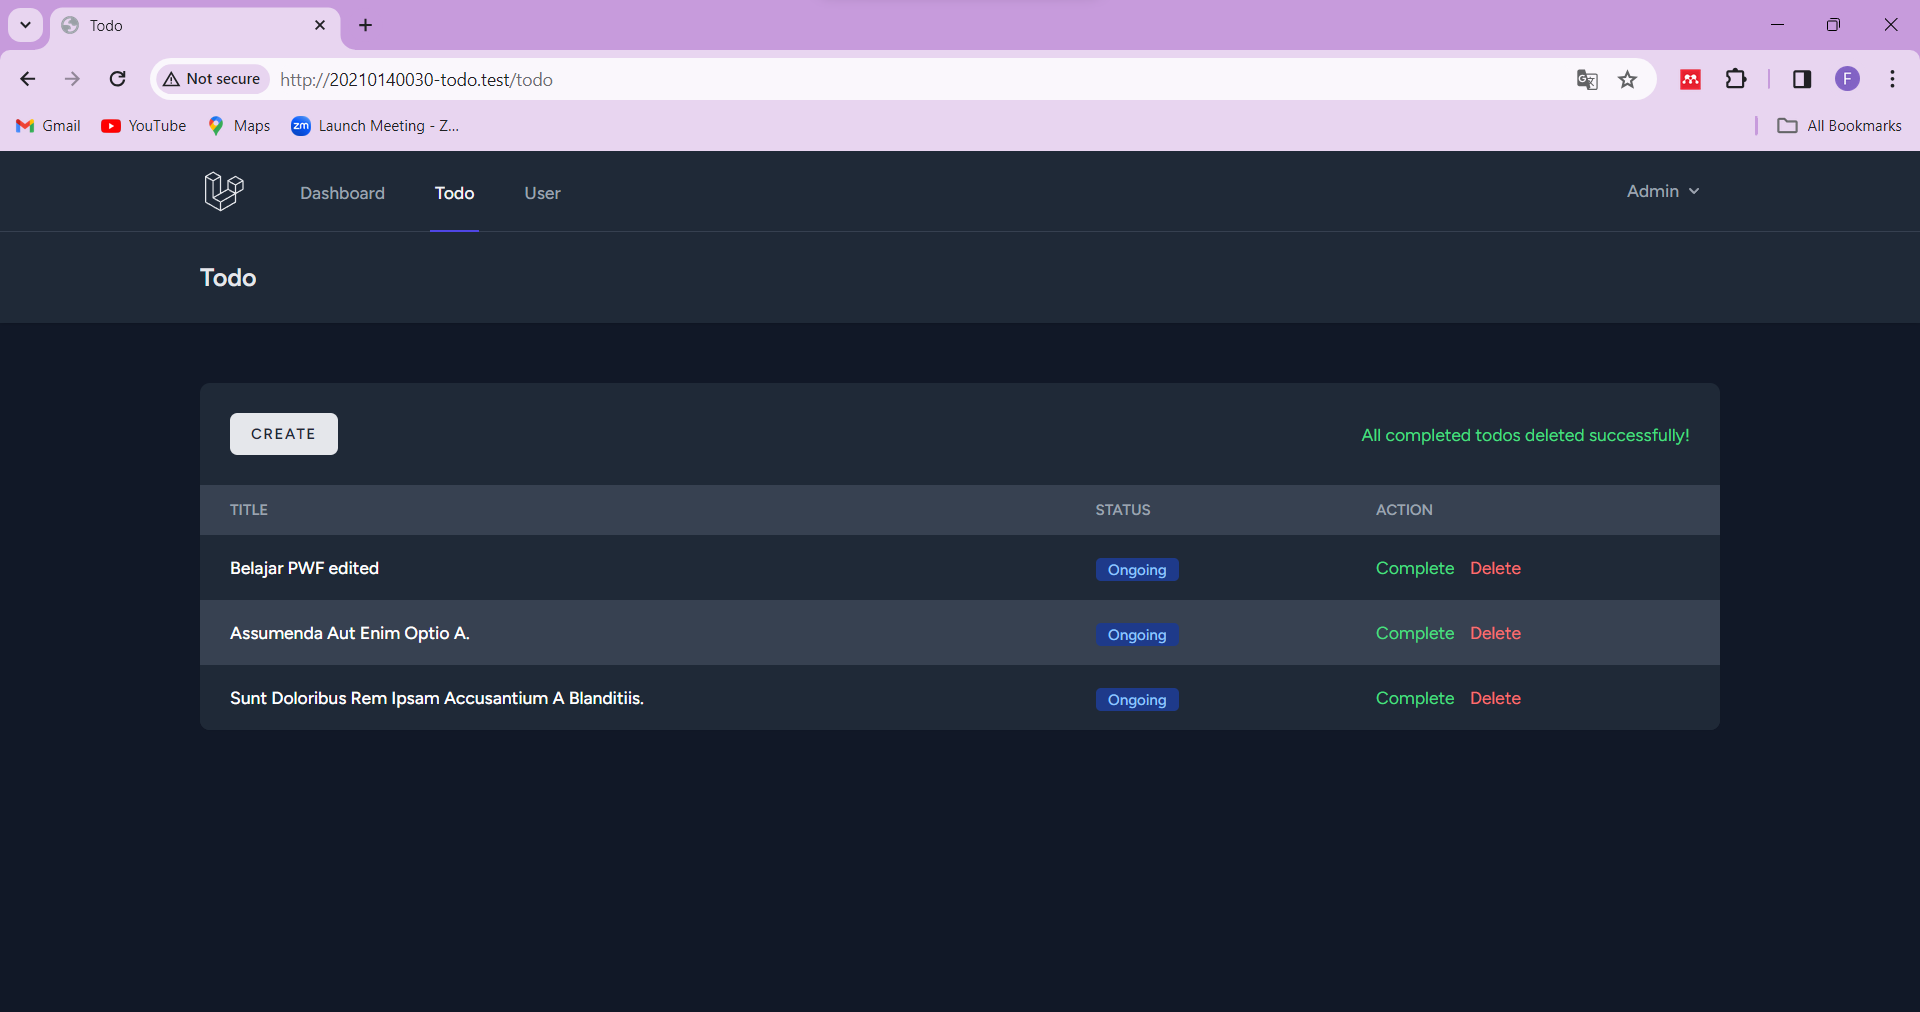 Todo
Not secure http://20210140030-todo.test/todo F
Gmail YouTube Maps zm Launch Meeting - Z... All Bookmarks
Dashboard Todo User Admin
Todo
CREATE All completed todos deleted successfully!
TITLE STATUS ACTION
Belajar PWF edited Ongoing Complete Delete
Assumenda Aut Enim Optio A. Ongoing Complete Delete
Sunt Doloribus Rem Ipsam Accusantium A Blanditiis. Ongoing Complete Delete